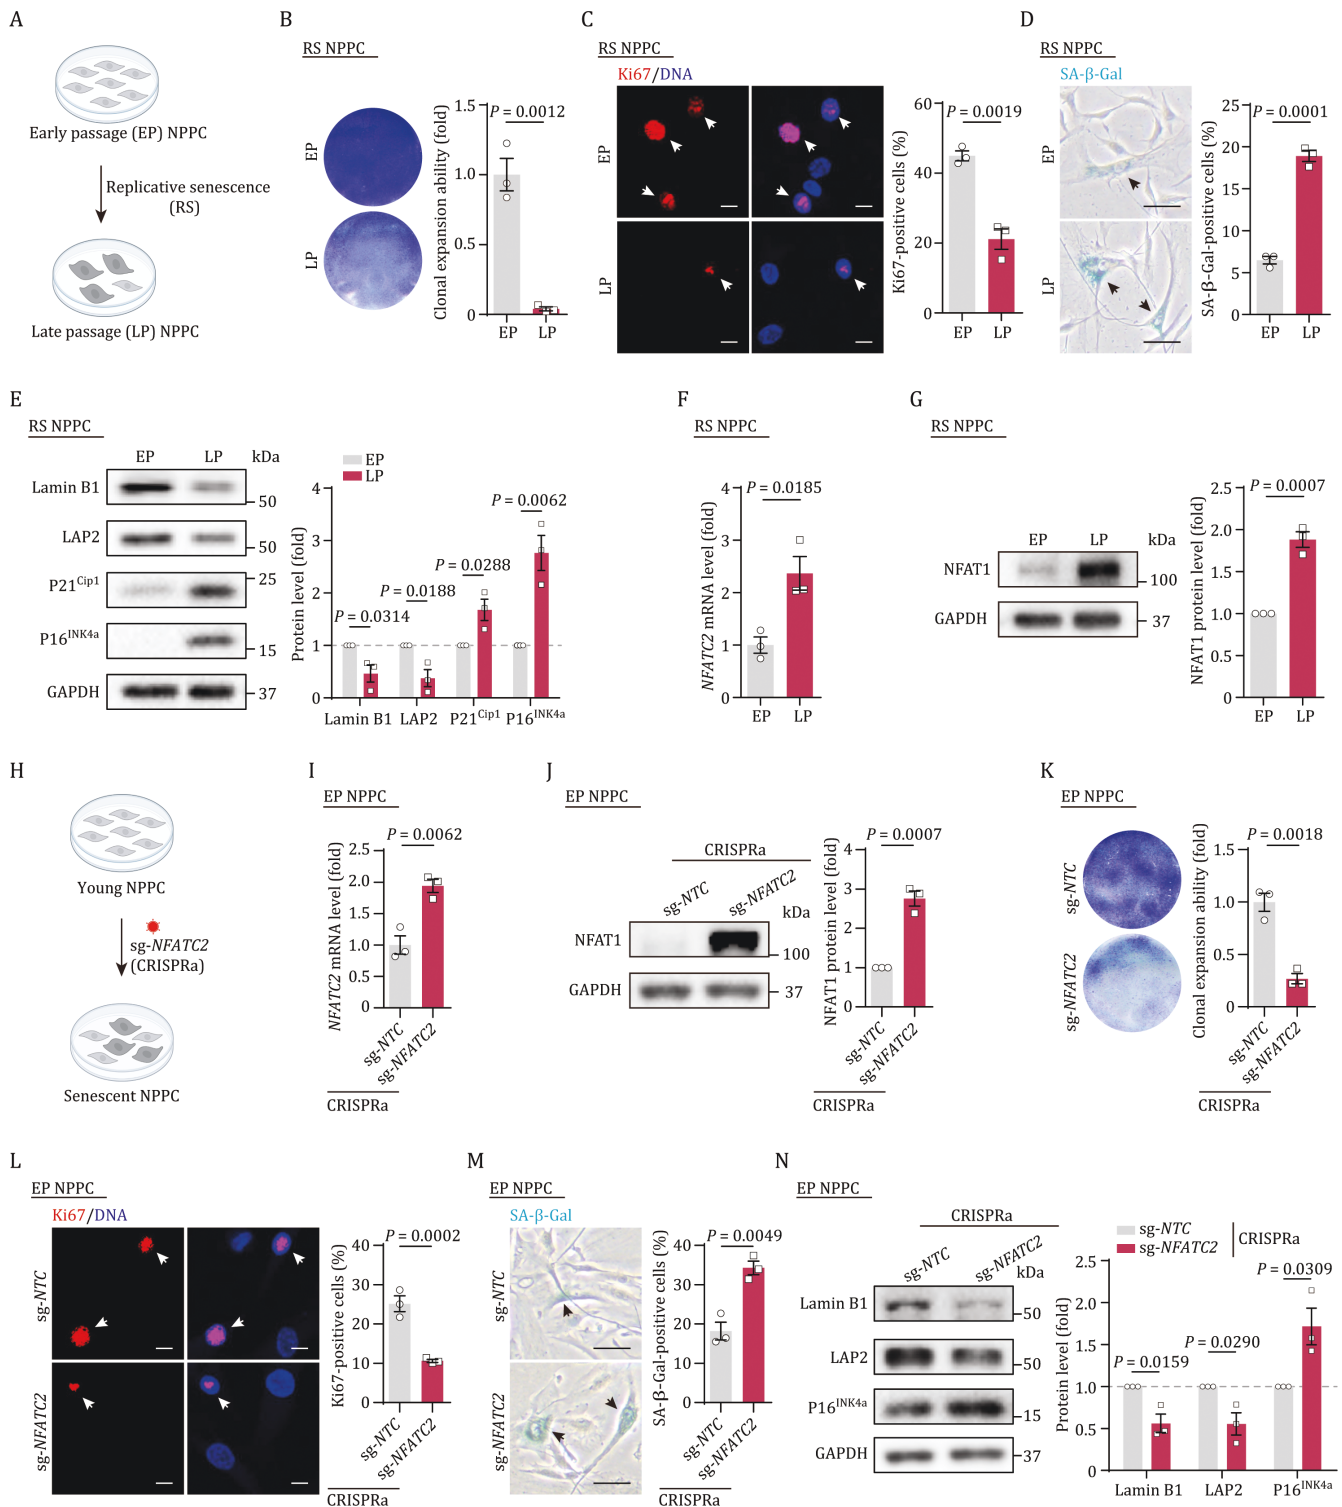 A
Early passage (EP) NPPC
Replicative senescence
(RS)
Late passage (LP) NPPC
B
RS NPPC
EP
LP
Clonal expansion ability (fold)
1.5
1.0
0.5
0
P = 0.0012
EP LP
C
RS NPPC
Ki67/DNA
EP
LP
Ki67-positive cells (%)
60
40
20
0
P = 0.0019
EP LP
D
RS NPPC
SA-β-Gal
EP
LP
SA-β-Gal-positive cells (%)
25
20
15
10
5
0
P = 0.0001
EP LP
E
RS NPPC
EP LP kDa
Lamin B1
50
LAP2
50
P21Cip1
25
P16INK4a
15
GAPDH
37
EP
LP
Protein level (fold)
4
3
2
1
0
P = 0.0314
P = 0.0188
P = 0.0288
P = 0.0062
Lamin B1 LAP2 P21Cip1 P16INK4a
F
RS NPPC
NFATC2 mRNA level (fold)
4
3
2
1
0
P = 0.0185
EP LP
G
RS NPPC
EP LP kDa
NFAT1
100
GAPDH
37
NFAT1 protein level (fold)
2.5
2.0
1.5
1.0
0.5
0
P = 0.0007
EP LP
H
Young NPPC
sg-NFATC2
(CRISPRa)
Senescent NPPC
I
EP NPPC
P = 0.0062
NFATC2 mRNA level (fold)
2.5
2.0
1.5
1.0
0.5
0
sg-NTC
sg-NFATC2
CRISPRa
J
EP NPPC
CRISPRa
sg-NTC
sg-NFATC2
kDa
NFAT1
100
GAPDH
37
NFAT1 protein level (fold)
4
3
2
1
0
P = 0.0007
sg-NTC
sg-NFATC2
CRISPRa
K
EP NPPC
sg-NTC
sg-NFATC2
Clonal expansion ability (fold)
1.5
1.0
0.5
0
P = 0.0018
sg-NTC
sg-NFATC2
CRISPRa
L
EP NPPC
Ki67/DNA
sg-NTC
sg-NFATC2
Ki67-positive cells (%)
40
30
20
10
0
P = 0.0002
sg-NTC
sg-NFATC2
CRISPRa
M
EP NPPC
SA-β-Gal
sg-NTC
sg-NFATC2
SA-β-Gal-positive cells (%)
40
30
20
10
0
P = 0.0049
sg-NTC
sg-NFATC2
CRISPRa
N
EP NPPC
CRISPRa
sg-NTC
sg-NFATC2
kDa
Lamin B1
50
LAP2
50
P16INK4a
15
GAPDH
37
sg-NTC
sg-NFATC2
CRISPRa
Protein level (fold)
2.5
2.0
1.5
1.0
0.5
0
P = 0.0159
P = 0.0290
P = 0.0309
Lamin B1 LAP2 P16INK4a